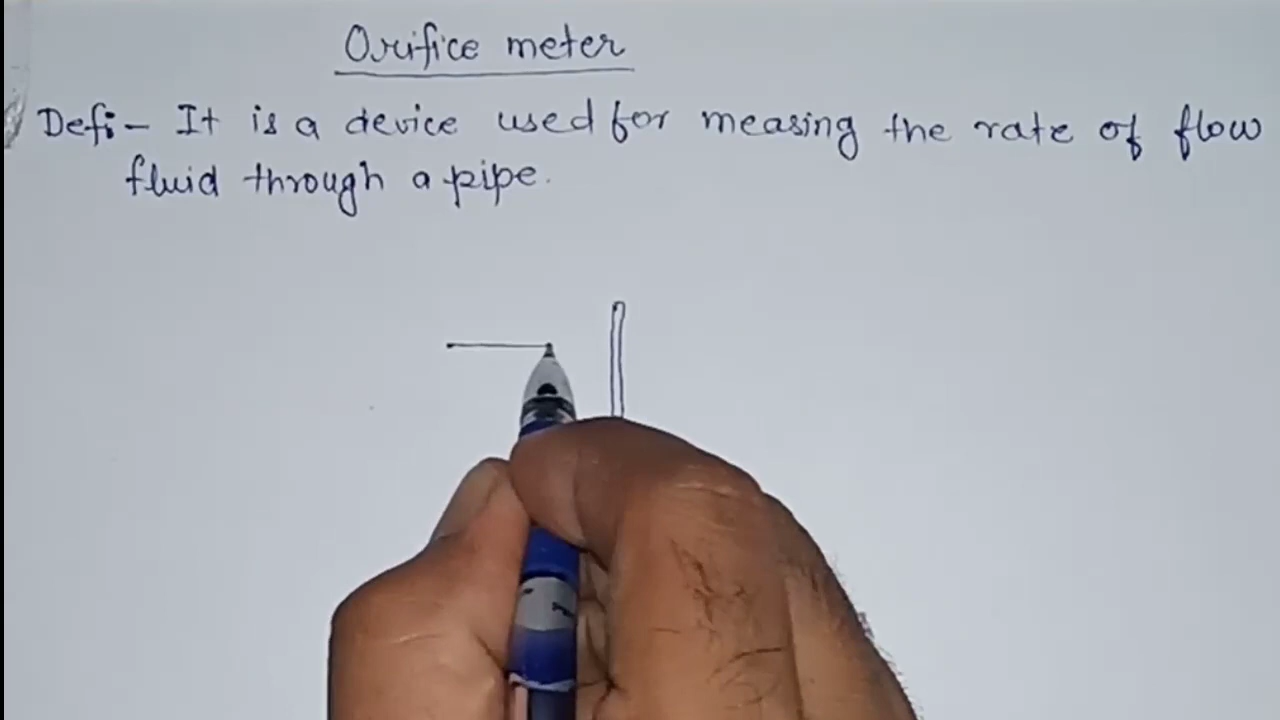 Orifice meter
Defi:- It is a device used for measing the rate of flow
fluid through a pipe.